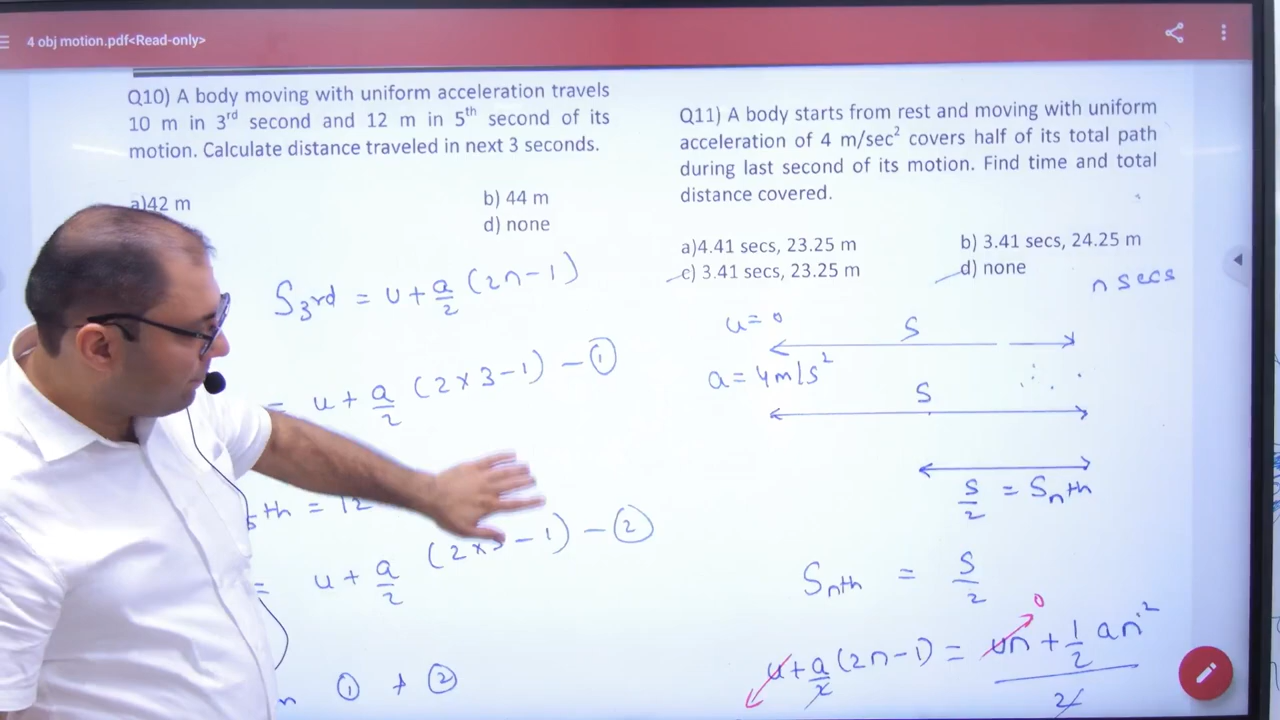 4 obj motion.pdf<Read-only>
Q10) A body moving with uniform acceleration travels
10 m in 3rd second and 12 m in 5th second of its
motion. Calculate distance traveled in next 3 seconds.
a)42 m
b) 44 m
d) none
S3rd = u + a/2 (2n-1)
= u + a/2 (2×3-1) - ①
5th = 12
= u + a/2 (2×5-1) - ②
① & ②
Q11) A body starts from rest and moving with uniform
acceleration of 4 m/sec² covers half of its total path
during last second of its motion. Find time and total
distance covered.
a)4.41 secs, 23.25 m
b) 3.41 secs, 24.25 m
c) 3.41 secs, 23.25 m
d) none
n secs
u = 0
S
a = 4m/s²
S
S/2 = Snth
Snth = S/2
0
u + a/2 (2n-1) = un + 1/2 an²
2